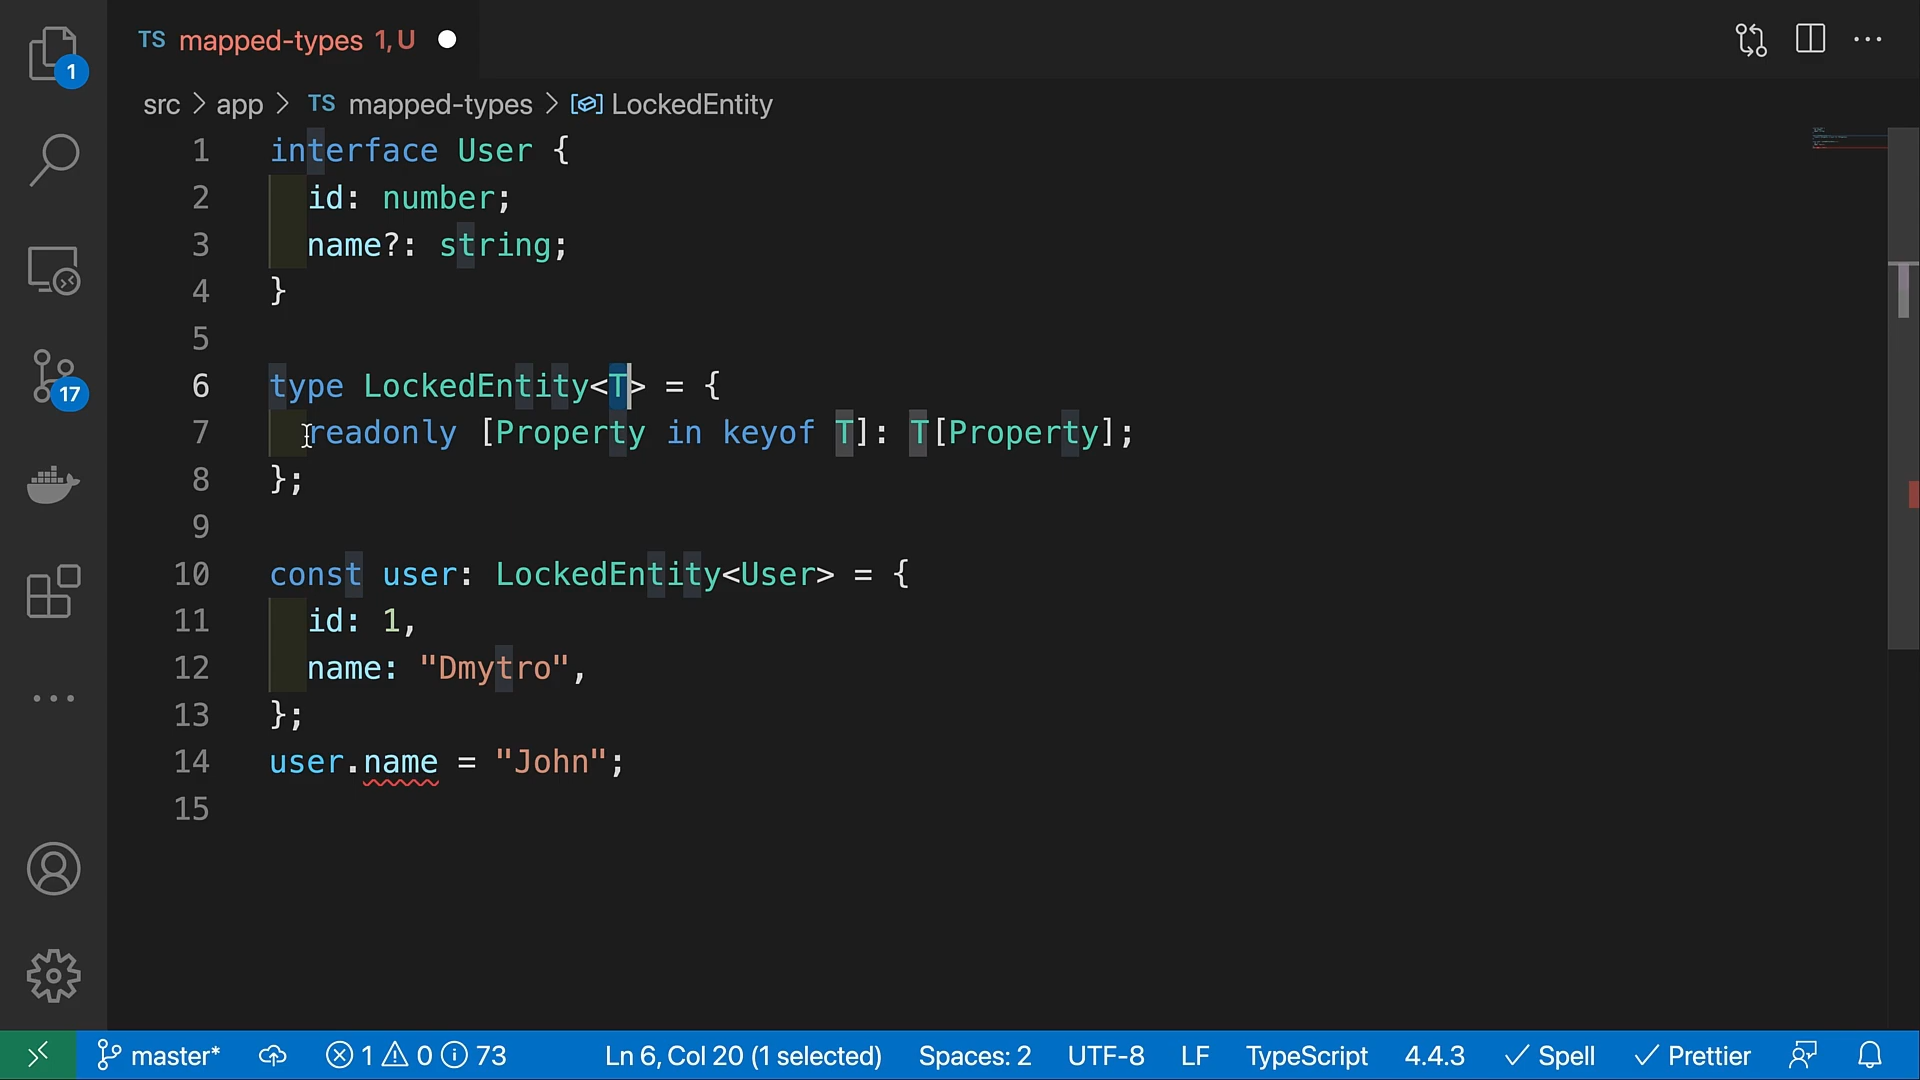 TS mapped-types 1, U
1
src > app > TS mapped-types > LockedEntity
1 interface User {
2 id: number;
3 name?: string;
4 }
5
6 type LockedEntity<T> = {
7 readonly [Property in keyof T]: T[Property];
8 };
9
10 const user: LockedEntity<User> = {
11 id: 1,
12 name: "Dmytro",
13 };
14 user.name = "John";
15
17
master* 1 0 73 Ln 6, Col 20 (1 selected) Spaces: 2 UTF-8 LF TypeScript 4.4.3 Spell Prettier